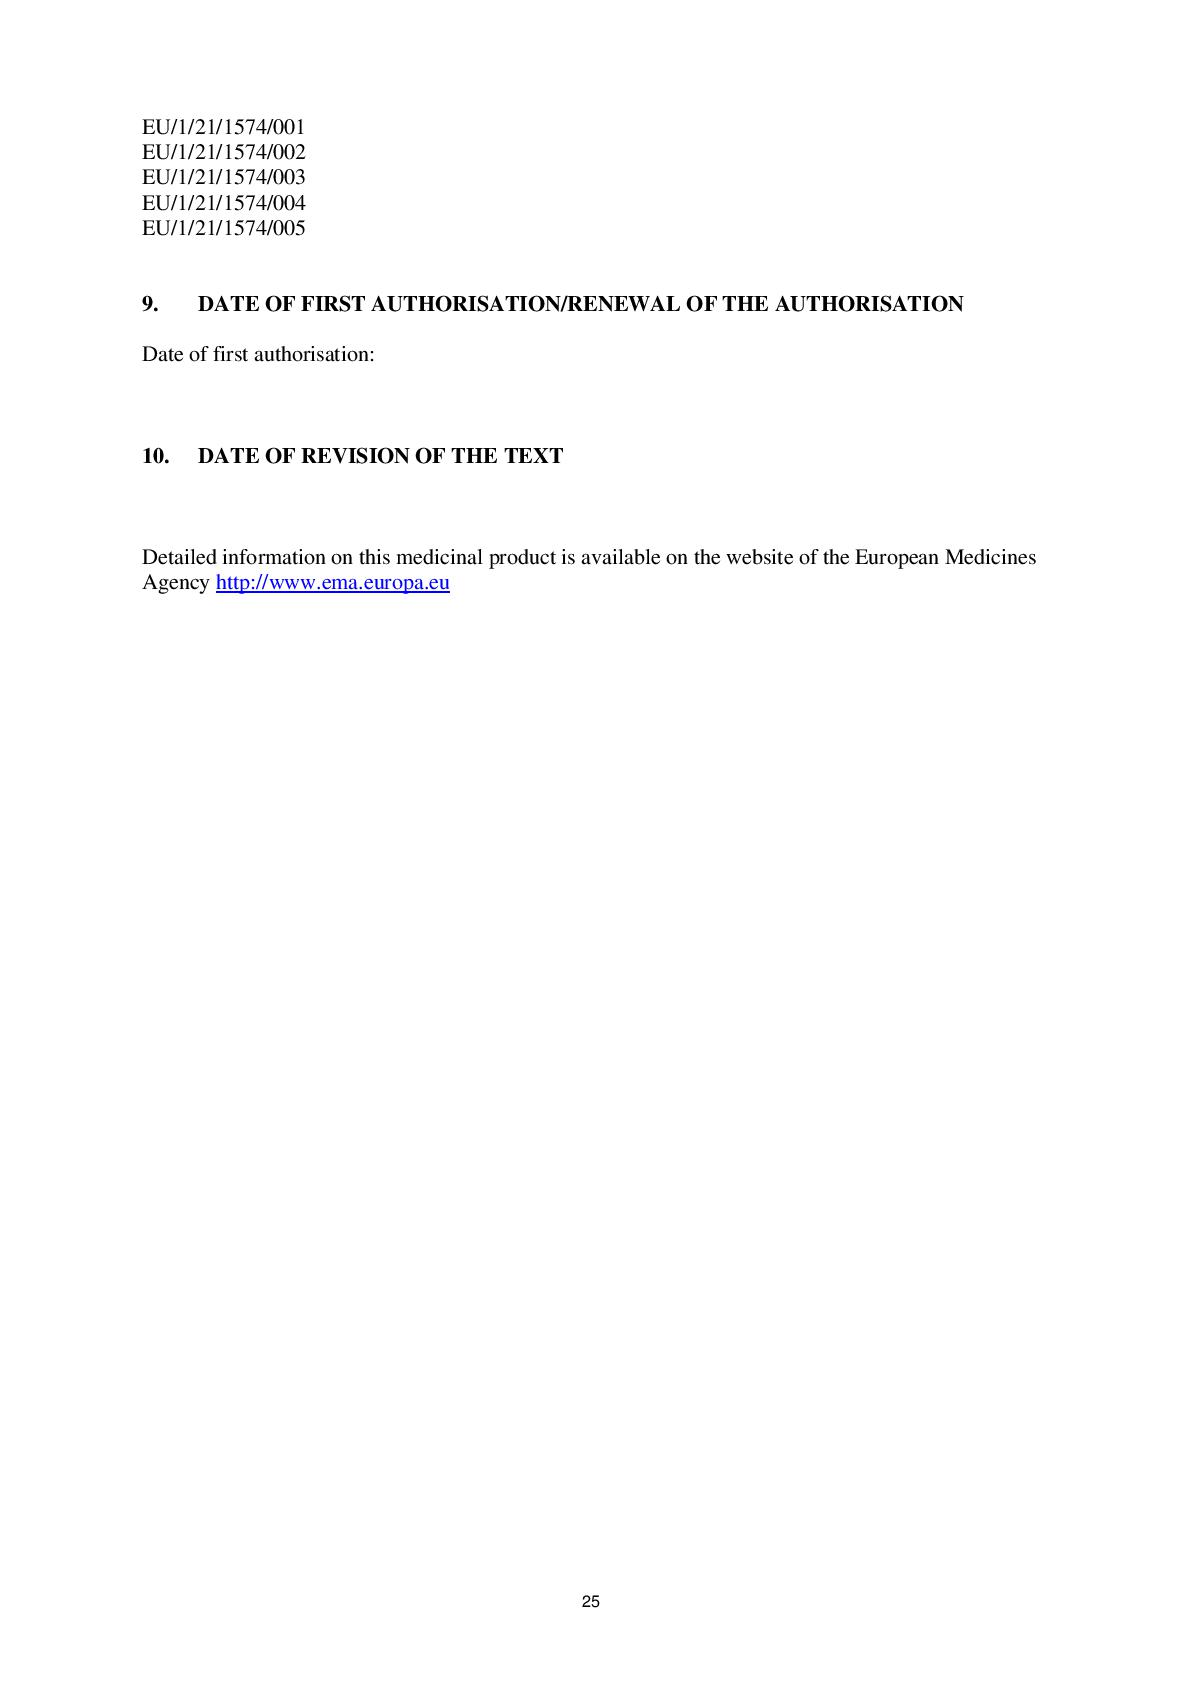 EU/1/21/1574/001
EU/1/21/1574/002
EU/1/21/1574/003
EU/1/21/1574/004
EU/1/21/1574/005
9. DATE OF FIRST AUTHORISATION/RENEWAL OF THE AUTHORISATION
Date of first authorisation:
10. DATE OF REVISION OF THE TEXT
Detailed information on this medicinal product is available on the website of the European Medicines
Agency http://www.ema.europa.eu
25